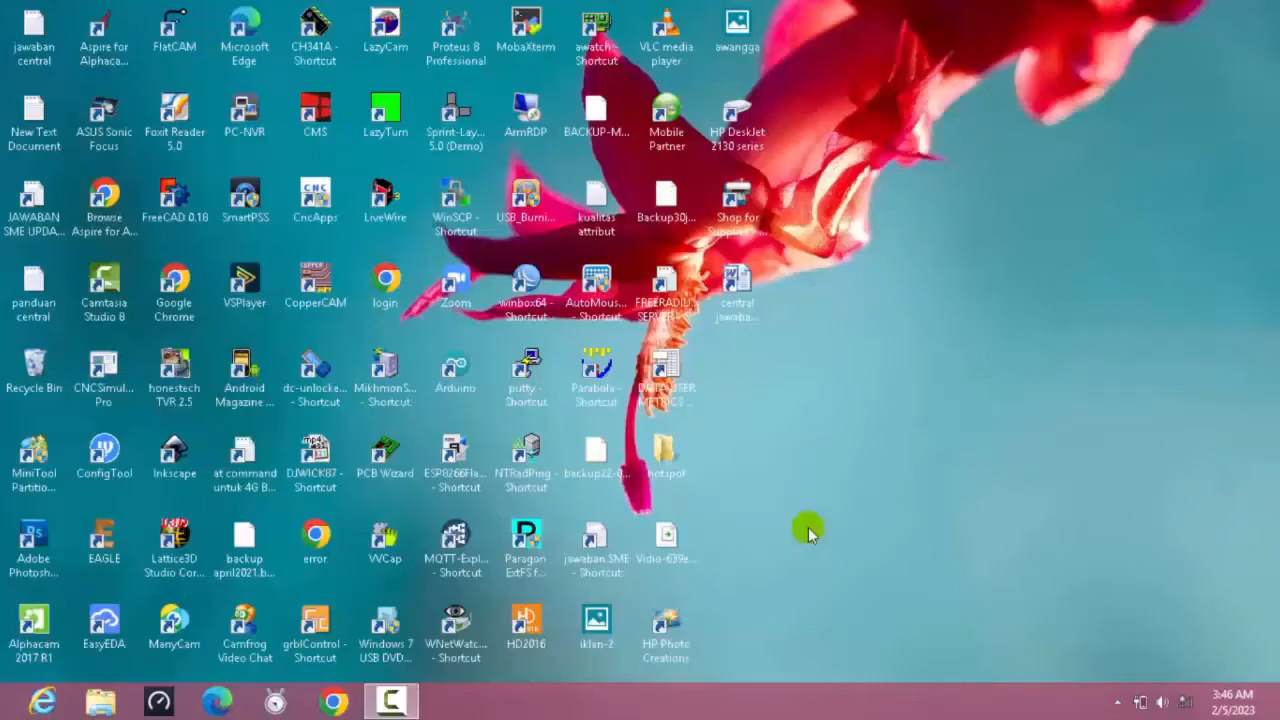 jawaban
central
Aspire for
Alphaca...
FlatCAM
Microsoft
Edge
CH341A -
Shortcut
LazyCam
Proteus 8
Professional
MobaXterm
awatch -
Shortcut
VLC media
player
awangga
New Text
Document
ASUS Sonic
Focus
Foxit Reader
5.0
PC-NVR
CMS
LazyTurn
Sprint-Lay...
5.0 (Demo)
ArmRDP
BACKUP-M...
Mobile
Partner
HP DeskJet
2130 series
JAWABAN
SME UPDA...
Browse
Aspire for A...
FreeCAD 0.18
SmartPSS
CNC
CncApps
LiveWire
WinSCP -
Shortcut
USB_Burni...
kualitas
attribut
Backup30j...
Shop for
Supplies - ...
panduan
central
Camtasia
Studio 8
Google
Chrome
VSPlayer
CopperCAM
login
Zoom
winbox64 -
Shortcut
AutoMous...
- Shortcut
FREERADIU...
SERVER - S...
central
jawaba...
Recycle Bin
CNCSimul...
Pro
honestech
TVR 2.5
Android
Magazine ...
dc-unlocke...
- Shortcut
MikhmonS...
- Shortcut
Arduino
putty -
Shortcut
Parabola -
Shortcut
DATA USER
METRICS ...
MiniTool
Partitio...
ConfigTool
Inkscape
at command
untuk 4G B...
mp4
DJWICK87 -
Shortcut
PCB Wizard
ESP8266Fla...
- Shortcut
NTRadPing -
Shortcut
backup22-0...
hotspot
Ps
Adobe
Photosh...
EAGLE
Lattice3D
Studio Cor...
backup
april2021.b...
error
VVCap
MQTT-Expl...
- Shortcut
Paragon
ExtFS f...
jawaban SME
- Shortcut
Vidio-639e...
Alphacam
2017 R1
EasyEDA
ManyCam
Camfrog
Video Chat
grblControl -
Shortcut
Windows 7
USB DVD...
WNetWatc...
- Shortcut
HD
HD2016
iklan-2
HP Photo
Creations
3:46 AM
2/5/2023